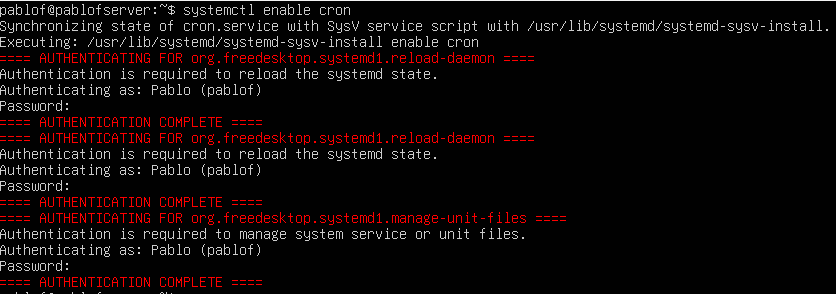 pablof@pablofserver:~$ systemctl enable cron
Synchronizing state of cron.service with SysV service script with /usr/lib/systemd/systemd-sysv-install.
Executing: /usr/lib/systemd/systemd-sysv-install enable cron
==== AUTHENTICATING FOR org.freedesktop.systemd1.reload-daemon ====
Authentication is required to reload the systemd state.
Authenticating as: Pablo (pablof)
Password:
==== AUTHENTICATION COMPLETE ====
==== AUTHENTICATING FOR org.freedesktop.systemd1.reload-daemon ====
Authentication is required to reload the systemd state.
Authenticating as: Pablo (pablof)
Password:
==== AUTHENTICATION COMPLETE ====
==== AUTHENTICATING FOR org.freedesktop.systemd1.manage-unit-files ====
Authentication is required to manage system service or unit files.
Authenticating as: Pablo (pablof)
Password:
==== AUTHENTICATION COMPLETE ====